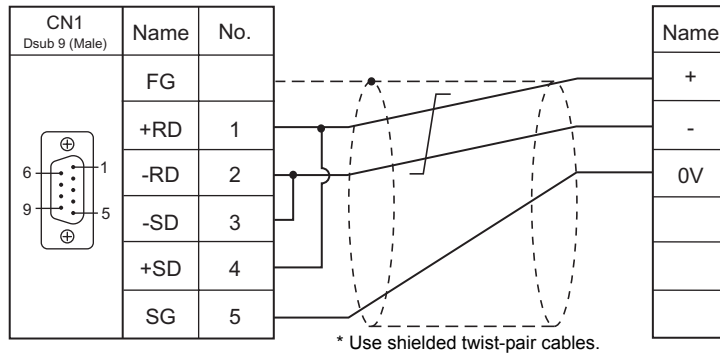 CN1
Dsub 9 (Male)
Name
No.
Name
FG
+
+RD
1
-
-RD
2
0V
-SD
3
+SD
4
SG
5
6
1
9
5
* Use shielded twist-pair cables.